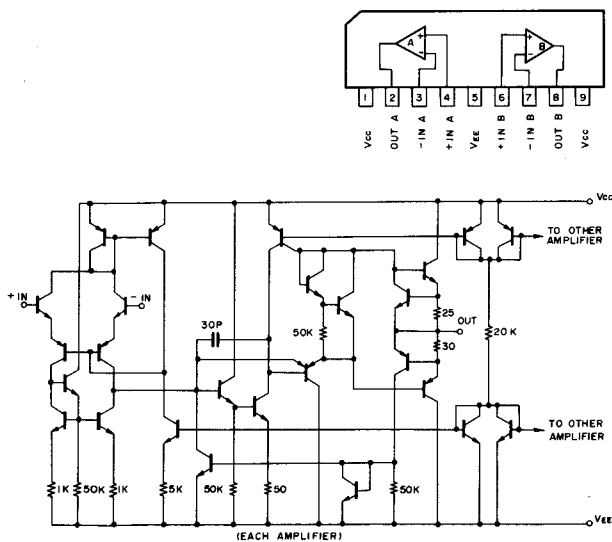 A
B
+
-
+
-
1 2 3 4 5 6 7 8 9
VCC
OUT A
-IN A
+IN A
VEE
+IN B
-IN B
OUT B
VCC
VCC
TO OTHER
AMPLIFIER
+IN
-IN
30P
50K
25
OUT
30
20K
TO OTHER
AMPLIFIER
1K
50K
1K
5K
50K
50
50K
VEE
(EACH AMPLIFIER)